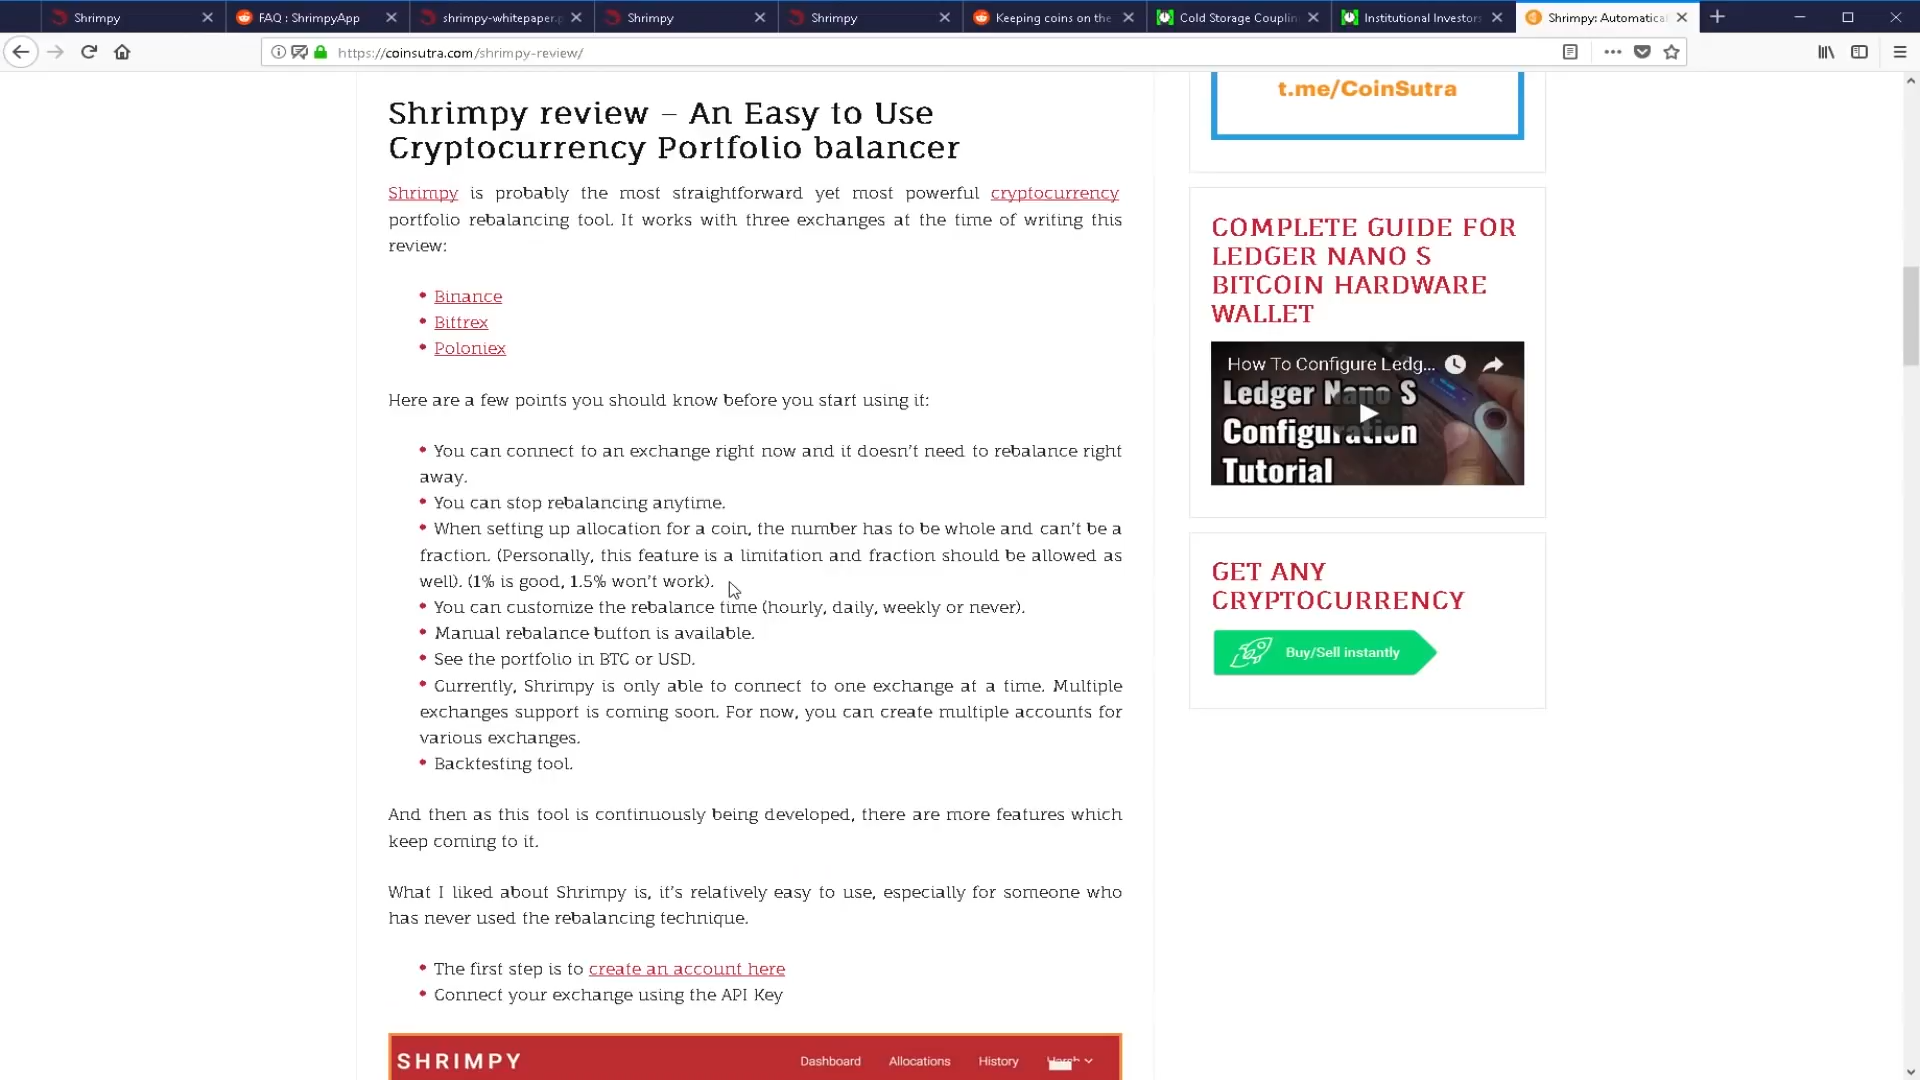 Shrimpy
FAQ : ShrimpyApp
shrimpy-whitepaper.p
Shrimpy
Shrimpy
Keeping coins on the
Cold Storage Couplin
Institutional Investors
Shrimpy: Automatica
https://coinsutra.com/shrimpy-review/
Shrimpy review – An Easy to Use
Cryptocurrency Portfolio balancer
Shrimpy is probably the most straightforward yet most powerful cryptocurrency
portfolio rebalancing tool. It works with three exchanges at the time of writing this
review:
• Binance
• Bittrex
• Poloniex
Here are a few points you should know before you start using it:
• You can connect to an exchange right now and it doesn't need to rebalance right
away.
• You can stop rebalancing anytime.
• When setting up allocation for a coin, the number has to be whole and can't be a
fraction. (Personally, this feature is a limitation and fraction should be allowed as
well). (1% is good, 1.5% won't work).
• You can customize the rebalance time (hourly, daily, weekly or never).
• Manual rebalance button is available.
• See the portfolio in BTC or USD.
• Currently, Shrimpy is only able to connect to one exchange at a time. Multiple
exchanges support is coming soon. For now, you can create multiple accounts for
various exchanges.
• Backtesting tool.
And then as this tool is continuously being developed, there are more features which
keep coming to it.
What I liked about Shrimpy is, it's relatively easy to use, especially for someone who
has never used the rebalancing technique.
• The first step is to create an account here
• Connect your exchange using the API Key
SHRIMPY
Dashboard
Allocations
History
t.me/CoinSutra
COMPLETE GUIDE FOR
LEDGER NANO S
BITCOIN HARDWARE
WALLET
How To Configure Ledg...
Ledger Nano S
Configuration
Tutorial
GET ANY
CRYPTOCURRENCY
Buy/Sell instantly